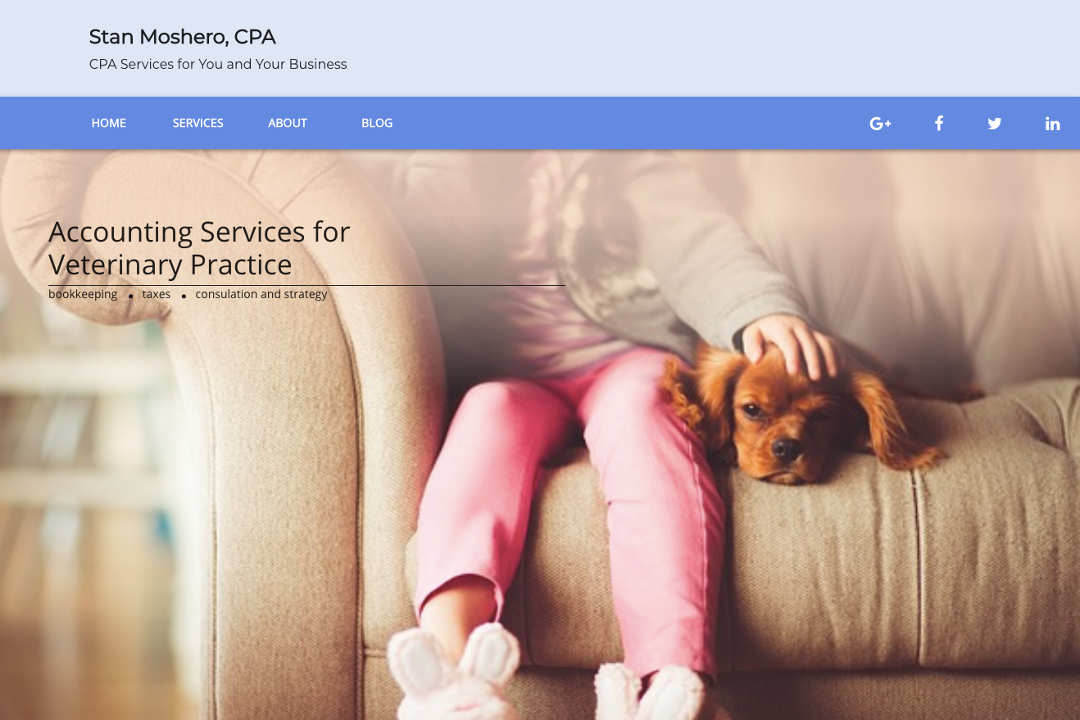 Stan Moshero, CPA
CPA Services for You and Your Business
HOME SERVICES ABOUT BLOG
Accounting Services for
Veterinary Practice
bookkeeping • taxes • consulation and strategy